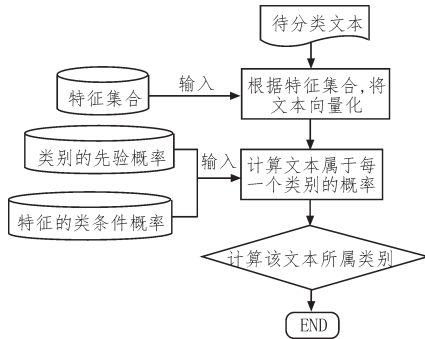 待分类文本
输入
特征集合
根据特征集合,将
文本向量化
类别的先验概率
输入
计算文本属于每
一个类别的概率
特征的类条件概率
计算该文本所属类别
END